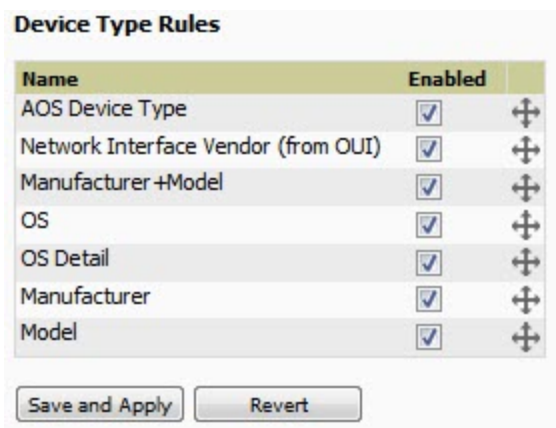 Device Type Rules
Name Enabled
AOS Device Type
Network Interface Vendor (from OUI)
Manufacturer+Model
OS
OS Detail
Manufacturer
Model
Save and Apply Revert